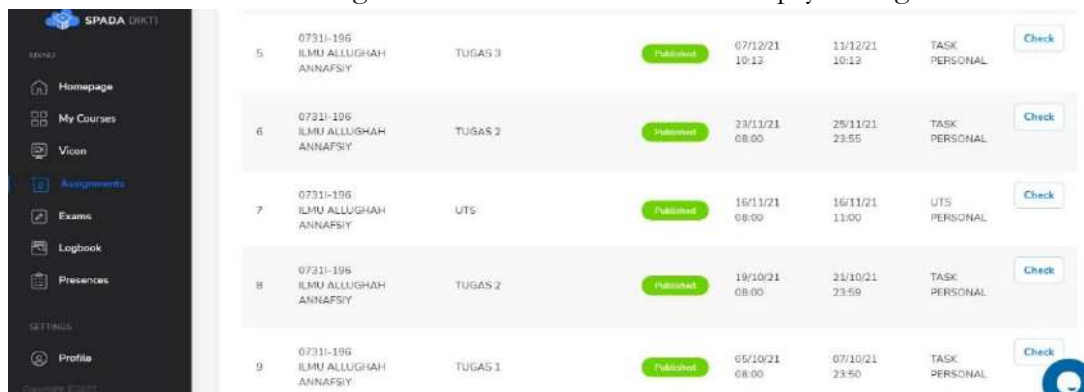 SPADA DIKTI
MENU
Homepage
My Courses
Vicon
Assignments
Exams
Logbook
Presences
SETTINGS
Profile
5
0731I-196
ILMU ALLUGHAH
ANNAFSIY
TUGAS 3
Published
07/12/21
10:13
11/12/21
10:13
TASK
PERSONAL
Check
6
0731I-196
ILMU ALLUGHAH
ANNAFSIY
TUGAS 2
Published
23/11/21
08:00
25/11/21
23:55
TASK
PERSONAL
Check
7
0731I-196
ILMU ALLUGHAH
ANNAFSIY
UTS
Published
16/11/21
08:00
16/11/21
11:00
UTS
PERSONAL
Check
8
0731I-196
ILMU ALLUGHAH
ANNAFSIY
TUGAS 2
Published
19/10/21
08:00
21/10/21
23:59
TASK
PERSONAL
Check
9
0731I-196
ILMU ALLUGHAH
ANNAFSIY
TUGAS 1
Published
05/10/21
08:00
07/10/21
23:50
TASK
PERSONAL
Check